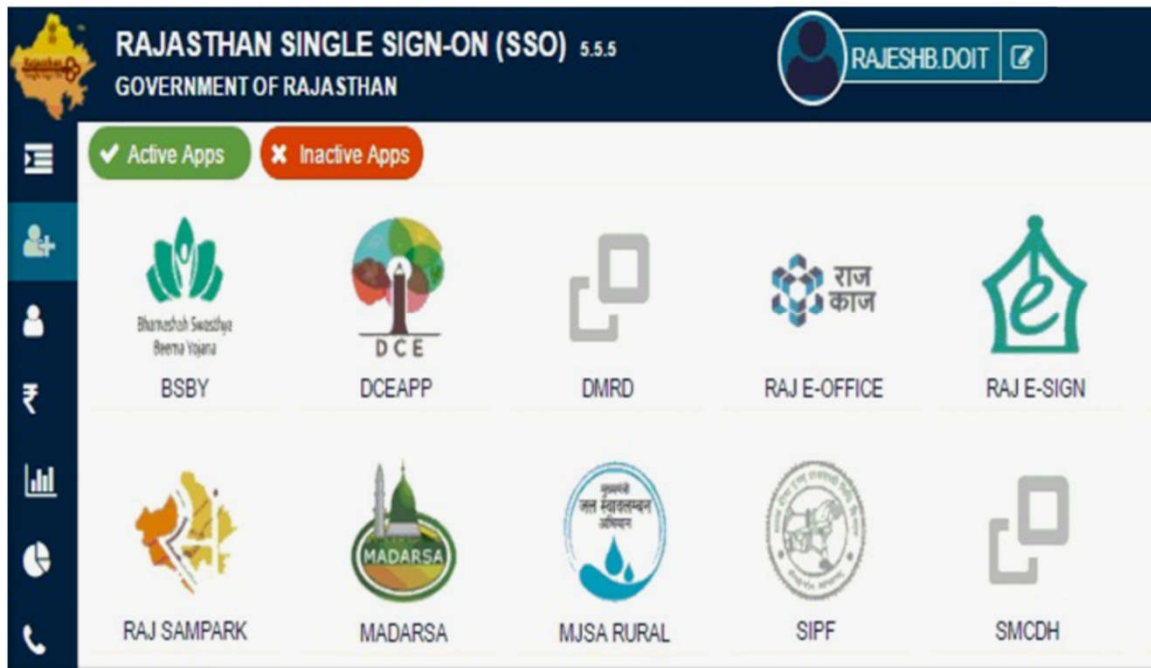 RAJASTHAN SINGLE SIGN-ON (SSO) 5.5.5
GOVERNMENT OF RAJASTHAN
RAJESHB.DOIT
Active Apps
Inactive Apps
Bhamashah Swasthya
Beema Yojana
BSBY
DCE
DCEAPP
DMRD
राज
काज
RAJ E-OFFICE
e
RAJ E-SIGN
RAJ SAMPARK
MADARSA
MADARSA
मुख्यमंत्री
जल स्वावलम्बन
अभियान
MJSA RURAL
SIPF
SMCDH